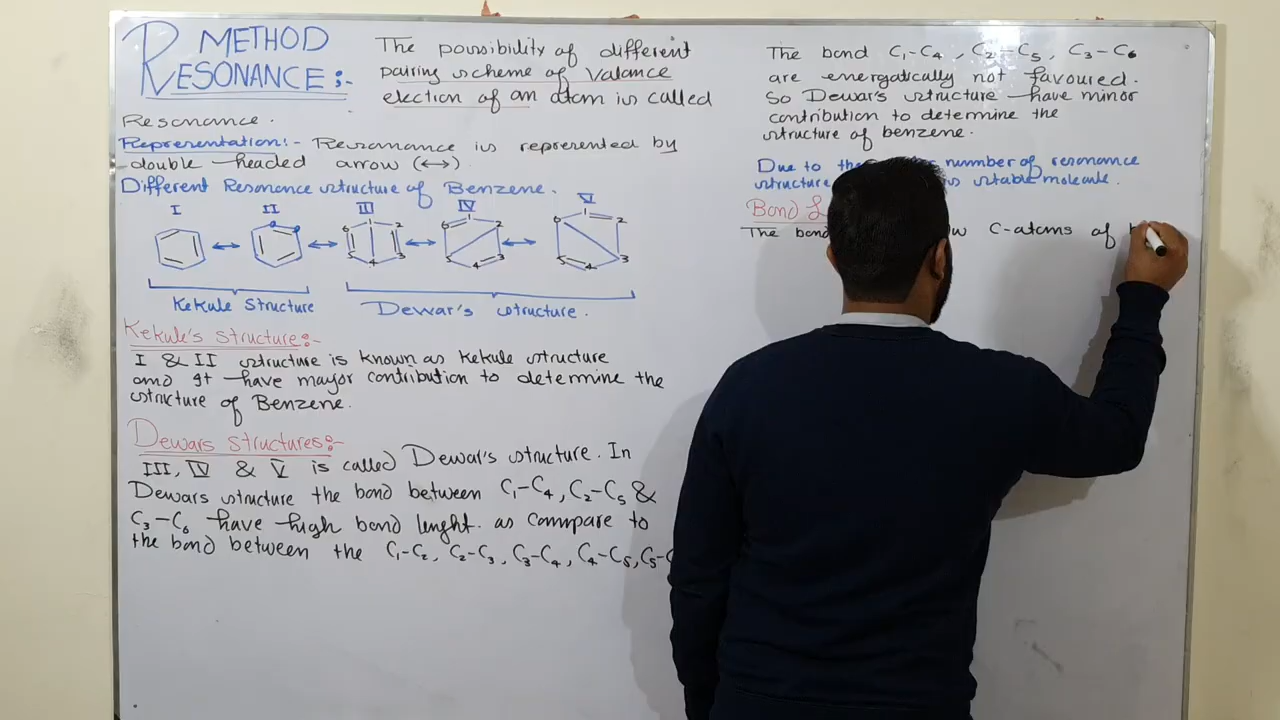 METHOD
RESONANCE:-
The possibility of different
pairing scheme of valance
election of an atom is called
Resonance.
Representation:- Resonance is represented by
double headed arrow (↔)
Different Resonance structure of Benzene.
I II III IV V
Kekule Structure Dewar's structure.
Kekule's structure:-
I & II structure is known as Kekule structure
and It have mayor contribution to determine the
structure of Benzene.
Dewars structures:-
III, IV & V is called Dewar's structure. In
Dewars structure the bond between C₁-C₄, C₂-C₅ &
C₃-C₆ have high bond lenght. as compare to
the bond between the C₁-C₂, C₂-C₃, C₃-C₄, C₄-C₅, C₅-C
The bond C₁-C₄, C₂-C₅, C₃-C₆
are energatically not favoured.
So Dewar's structure have minor
contribution to determine the
structure of benzene.
Due to the number of resonance
structure is stable molecule.
Bond
The bond C-atoms of